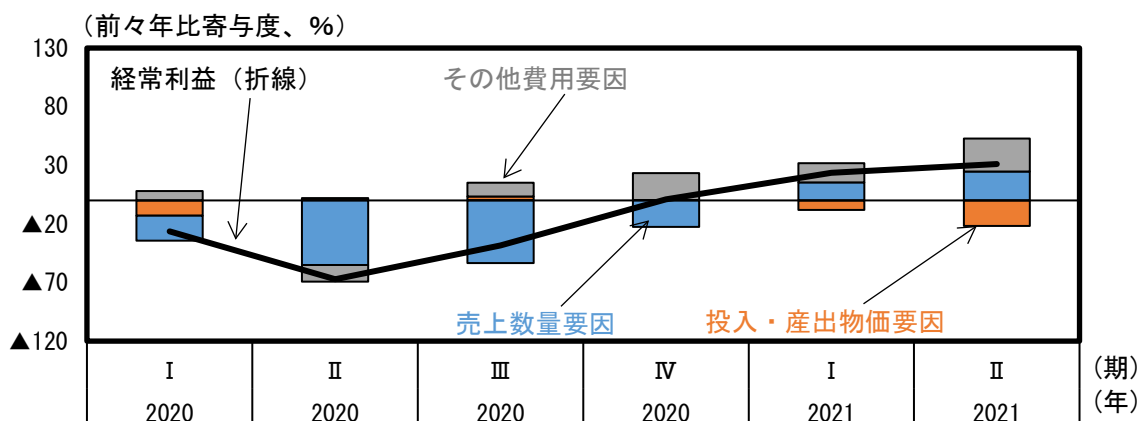 (前々年比寄与度、%)
130
80
30
▲20
▲70
▲120
経常利益(折線)
その他費用要因
売上数量要因
投入・産出物価要因
Ⅰ Ⅱ Ⅲ Ⅳ Ⅰ Ⅱ (期)
2020 2020 2020 2020 2021 2021 (年)